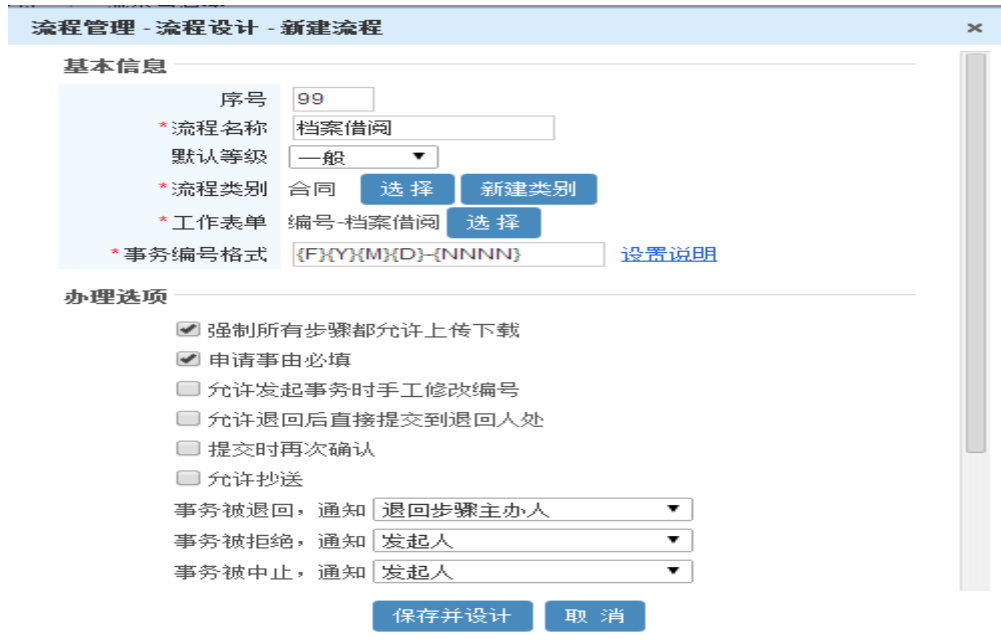 流程管理 - 流程设计 - 新建流程 ×
基本信息
序号 99
*流程名称 档案借阅
默认等级 一般
*流程类别 合同 选 择 新建类别
*工作表单 编号-档案借阅 选 择
*事务编号格式 {F}{Y}{M}{D}-{NNNN} 设置说明
办理选项
强制所有步骤都允许上传下载
申请事由必填
允许发起事务时手工修改编号
允许退回后直接提交到退回人处
提交时再次确认
允许抄送
事务被退回，通知 退回步骤主办人
事务被拒绝，通知 发起人
事务被中止，通知 发起人
保存并设计 取 消